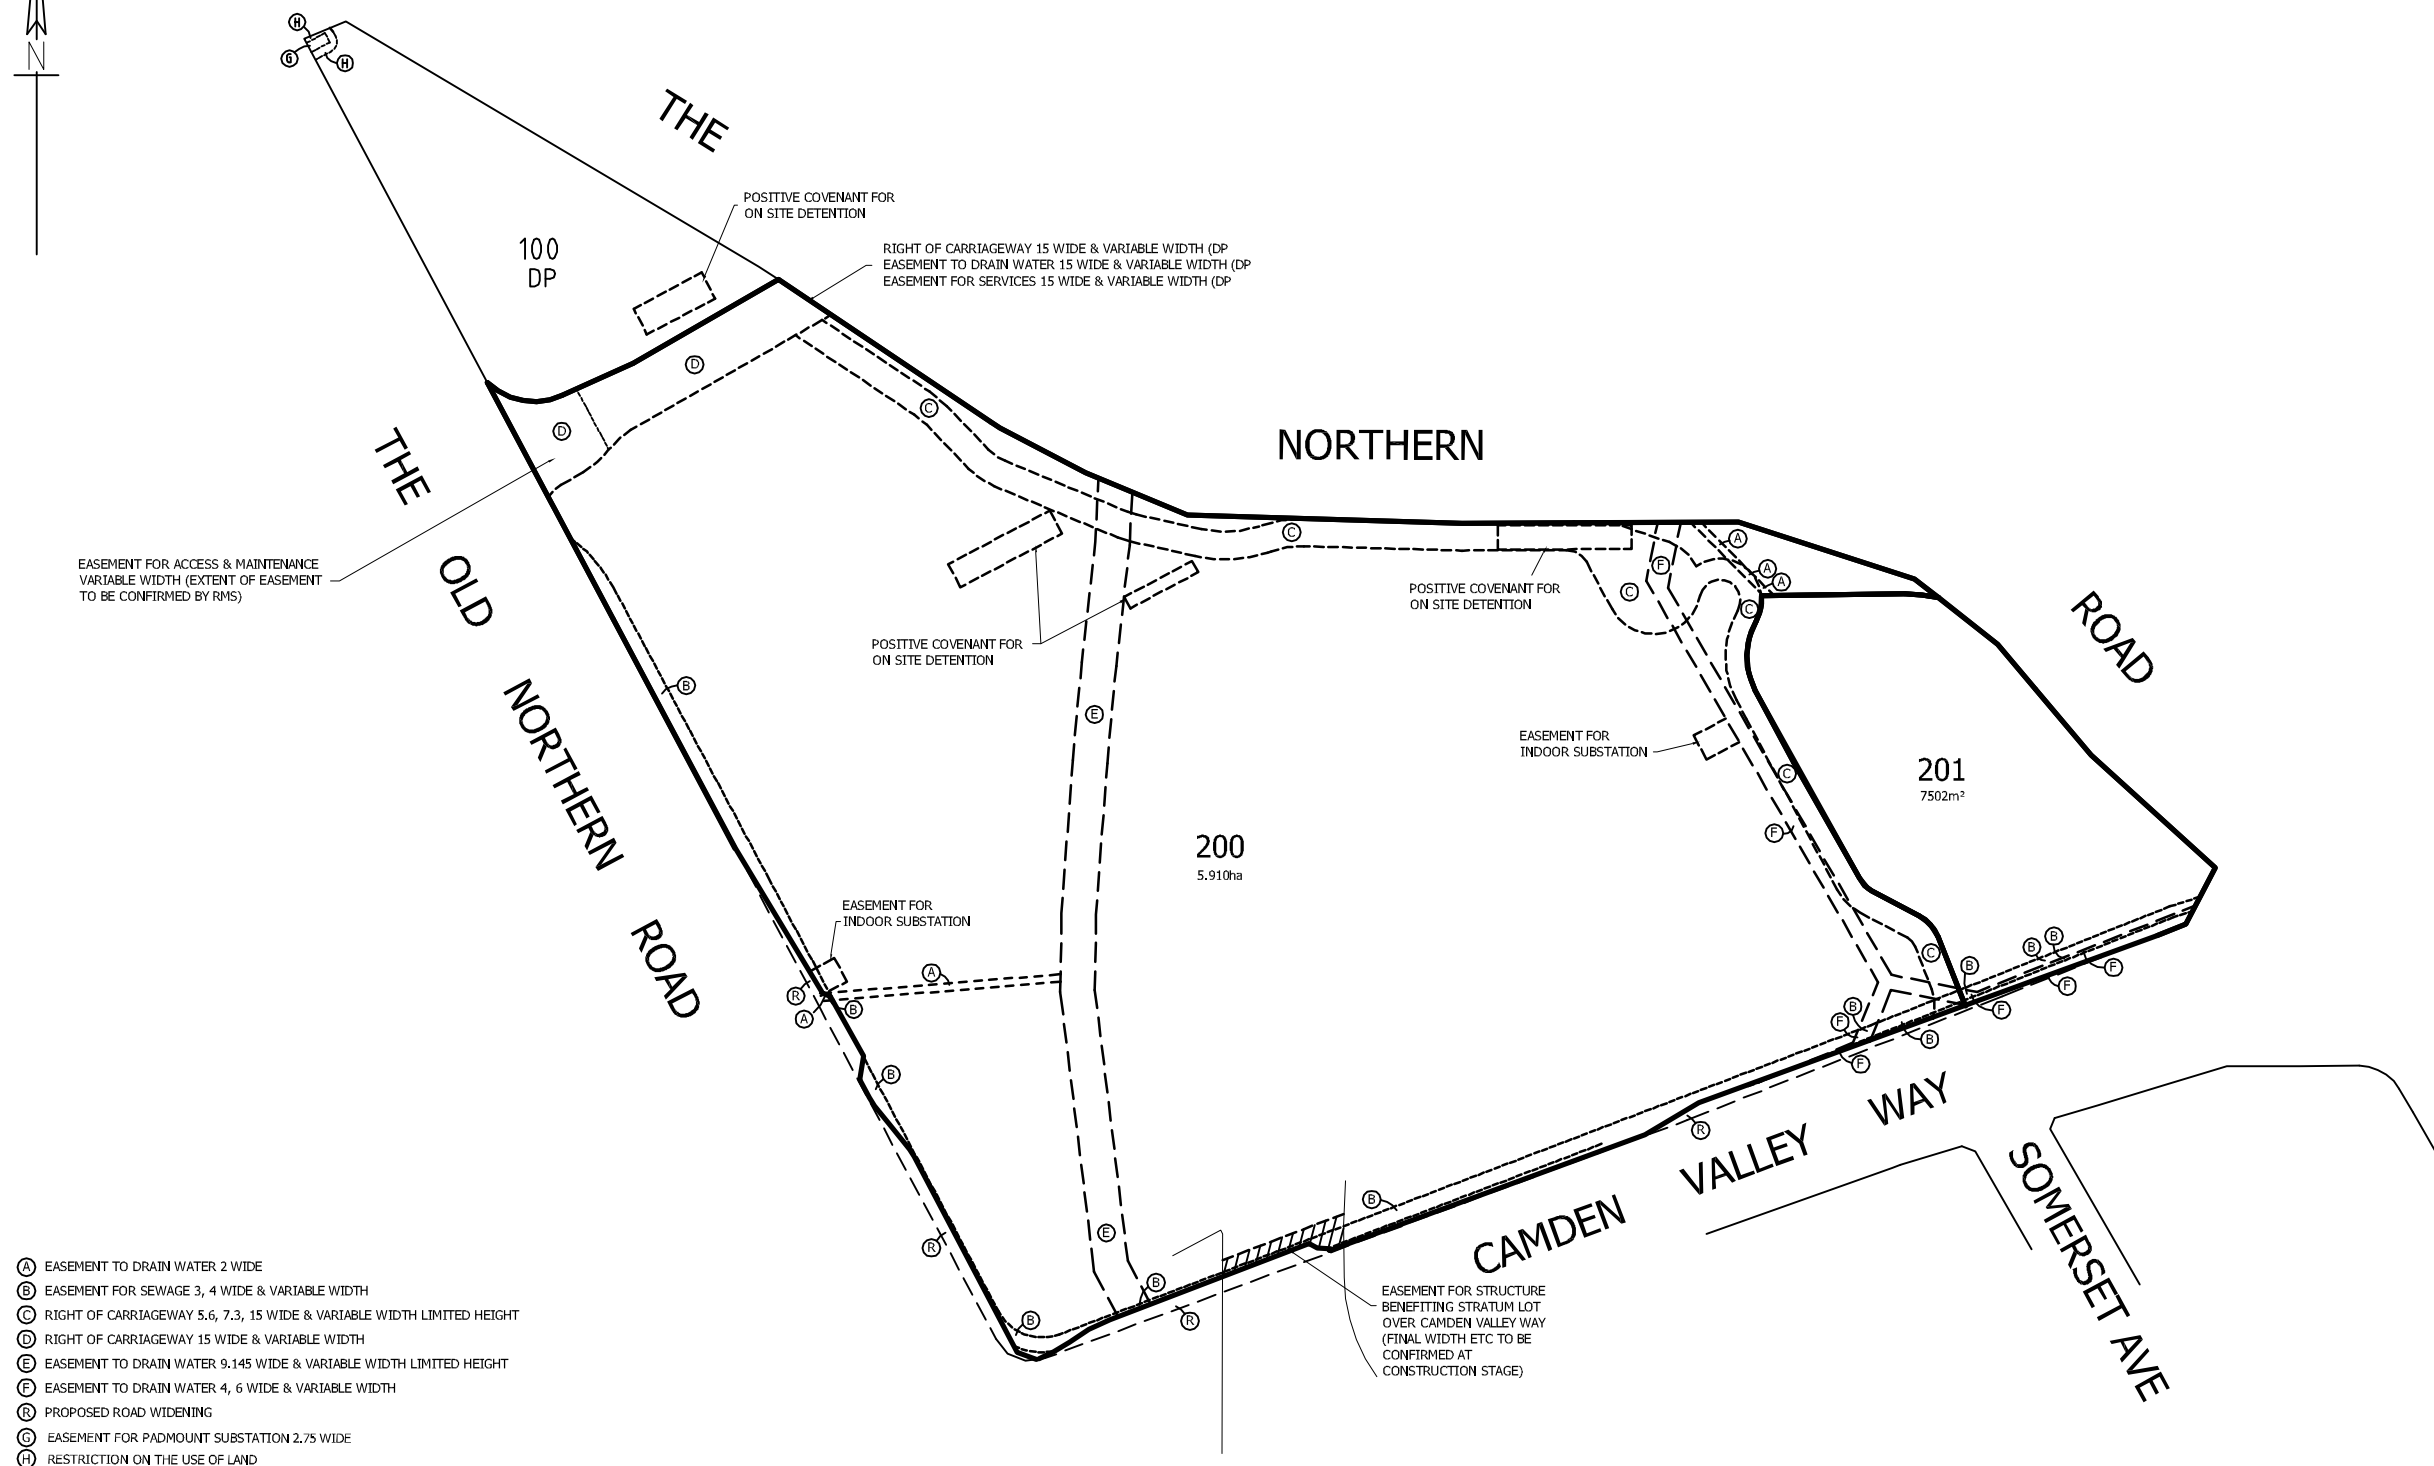 N
H
G
H
THE
POSITIVE COVENANT FOR
ON SITE DETENTION
100
DP
RIGHT OF CARRIAGEWAY 15 WIDE & VARIABLE WIDTH (DP
EASEMENT TO DRAIN WATER 15 WIDE & VARIABLE WIDTH (DP
EASEMENT FOR SERVICES 15 WIDE & VARIABLE WIDTH (DP
D
C
D
NORTHERN
THE
C
A
EASEMENT FOR ACCESS & MAINTENANCE
VARIABLE WIDTH (EXTENT OF EASEMENT
TO BE CONFIRMED BY RMS)
OLD
F
A
A
POSITIVE COVENANT FOR
ON SITE DETENTION
C
C
ROAD
POSITIVE COVENANT FOR
ON SITE DETENTION
B
E
NORTHERN
EASEMENT FOR
INDOOR SUBSTATION
C
201
7502m²
F
200
5.910ha
EASEMENT FOR
INDOOR SUBSTATION
ROAD
A
R
A
B
B
B
B
C
B
F
F
F
B
F
B
F
B
WAY
R
VALLEY
SOMERSET AVE
B
CAMDEN
E
R
B
B
R
EASEMENT FOR STRUCTURE
BENEFITING STRATUM LOT
OVER CAMDEN VALLEY WAY
(FINAL WIDTH ETC TO BE
CONFIRMED AT
CONSTRUCTION STAGE)
A EASEMENT TO DRAIN WATER 2 WIDE
B EASEMENT FOR SEWAGE 3, 4 WIDE & VARIABLE WIDTH
C RIGHT OF CARRIAGEWAY 5.6, 7.3, 15 WIDE & VARIABLE WIDTH LIMITED HEIGHT
D RIGHT OF CARRIAGEWAY 15 WIDE & VARIABLE WIDTH
E EASEMENT TO DRAIN WATER 9.145 WIDE & VARIABLE WIDTH LIMITED HEIGHT
F EASEMENT TO DRAIN WATER 4, 6 WIDE & VARIABLE WIDTH
R PROPOSED ROAD WIDENING
G EASEMENT FOR PADMOUNT SUBSTATION 2.75 WIDE
H RESTRICTION ON THE USE OF LAND